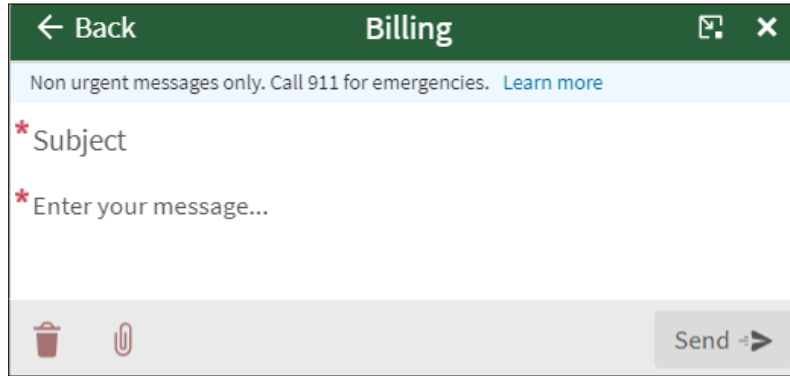 ← Back
Billing
Non urgent messages only. Call 911 for emergencies. Learn more
* Subject
* Enter your message...
Send